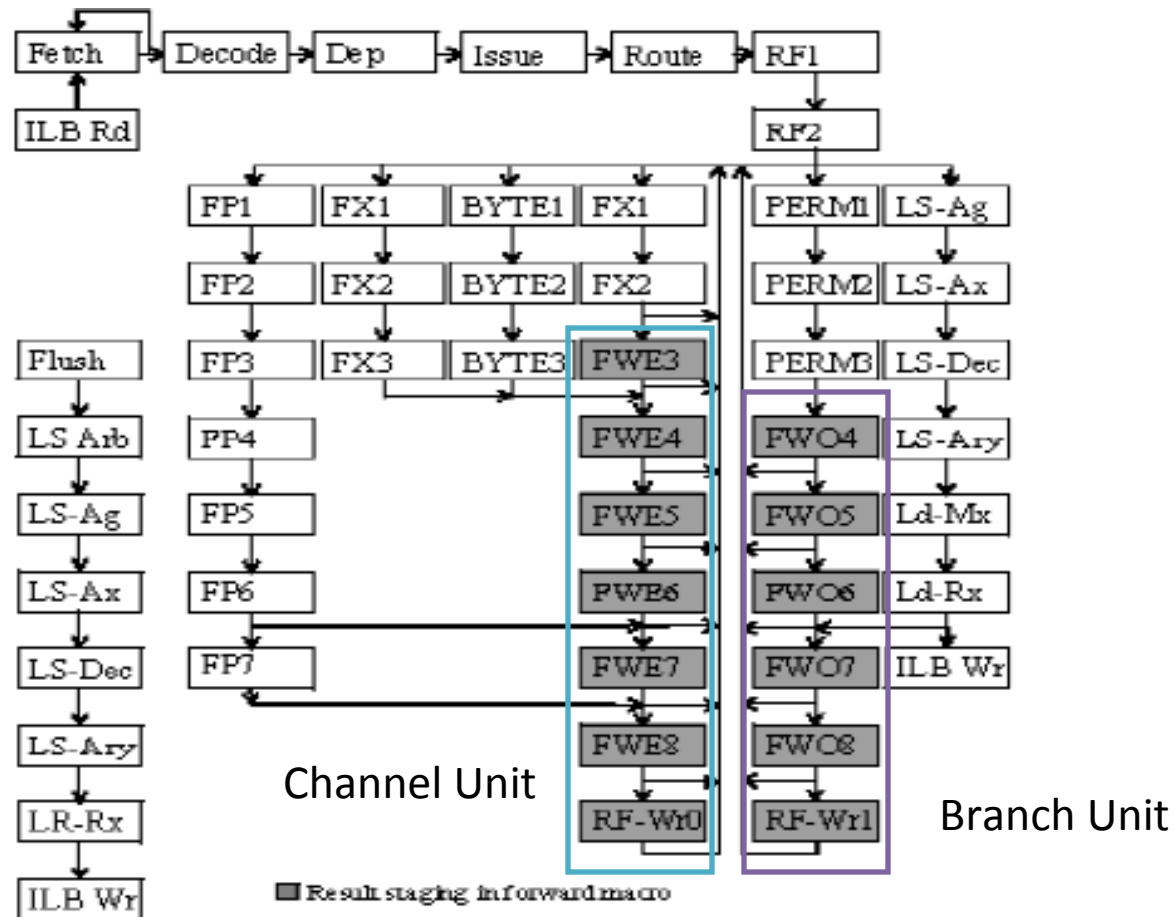 Fetch Decode Dep Issue Route RF1
ILB Rd RF2
FP1 FX1 BYTE1 FX1 PERM1 LS-Ag
FP2 FX2 BYTE2 FX2 PERM2 LS-Ax
Flush FP3 FX3 BYTE3 FWE3 PERM3 LS-Dec
LS Arb FP4 FWE4 FWO4 LS-Ary
LS-Ag FP5 FWE5 FWO5 Ld-Mx
LS-Ax FP6 FWE6 FWO6 Ld-Rx
LS-Dec FP7 FWE7 FWO7 ILB Wr
LS-Ary FWE8 FWO8
Channel Unit
LR-Rx RF-Wr0 RF-Wr1 Branch Unit
ILB Wr Result staging in forward macro